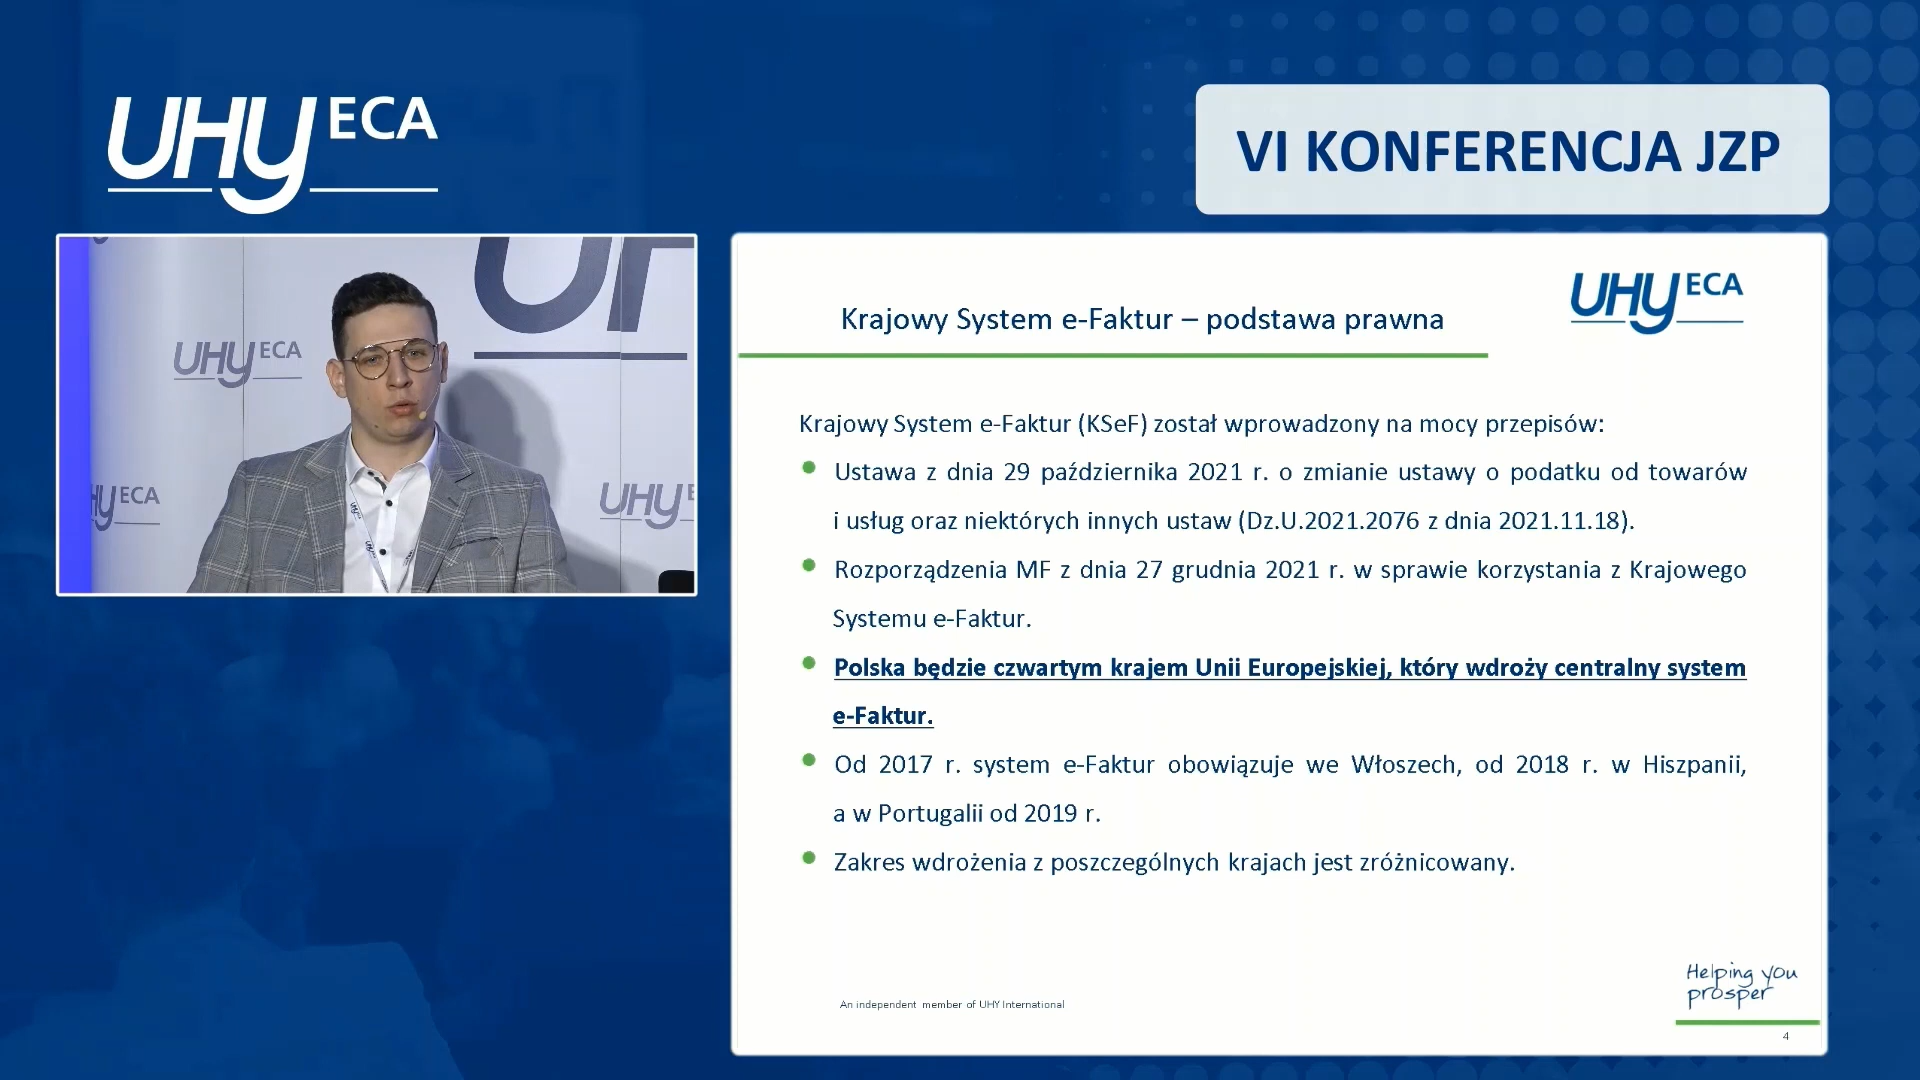 UHY ECA
VI KONFERENCJA JZP
UHY ECA
UHY ECA
UHY
UHY ECA
Krajowy System e-Faktur – podstawa prawna
Krajowy System e-Faktur (KSeF) został wprowadzony na mocy przepisów:
Ustawa z dnia 29 października 2021 r. o zmianie ustawy o podatku od towarów
i usług oraz niektórych innych ustaw (Dz.U.2021.2076 z dnia 2021.11.18).
Rozporządzenia MF z dnia 27 grudnia 2021 r. w sprawie korzystania z Krajowego
Systemu e-Faktur.
Polska będzie czwartym krajem Unii Europejskiej, który wdroży centralny system
e-Faktur.
Od 2017 r. system e-Faktur obowiązuje we Włoszech, od 2018 r. w Hiszpanii,
a w Portugalii od 2019 r.
Zakres wdrożenia z poszczególnych krajach jest zróżnicowany.
Helping you
prosper
An independent member of UHY International
4